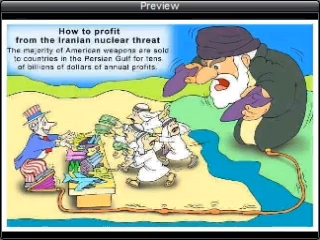 Preview
How to profit
from the Iranian nuclear threat
The majority of American weapons are sold
to countries in the Persian Gulf for tens
of billions of dollars of annual profits.